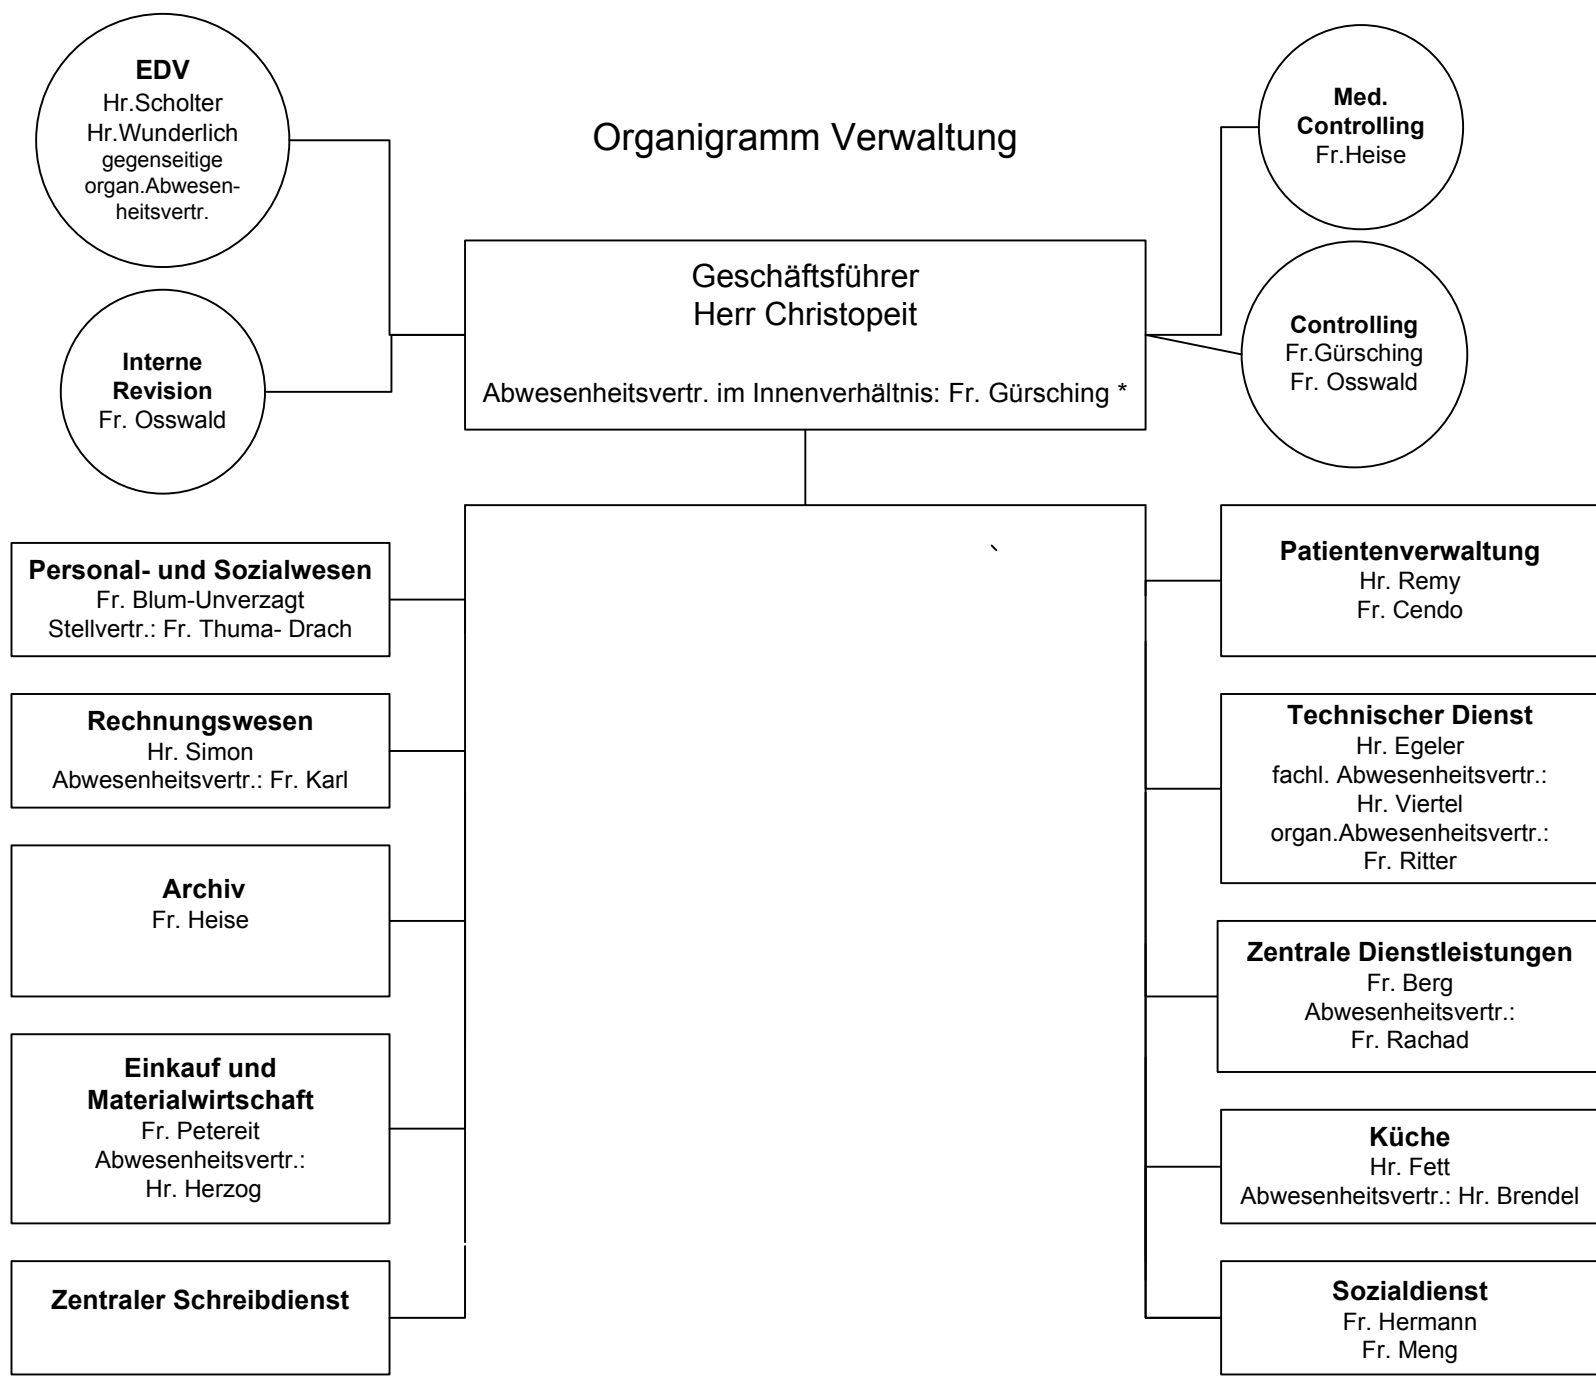 EDV
Hr.Scholter
Hr.Wunderlich
gegenseitige
organ.Abwesen-
heitsvertr.
Organigramm Verwaltung
Med.
Controlling
Fr.Heise
Geschäftsführer
Herr Christopeit
Abwesenheitsvertr. im Innenverhältnis: Fr. Gürsching *
Interne
Revision
Fr. Osswald
Controlling
Fr.Gürsching
Fr. Osswald
Personal- und Sozialwesen
Fr. Blum-Unverzagt
Stellvertr.: Fr. Thuma- Drach
Rechnungswesen
Hr. Simon
Abwesenheitsvertr.: Fr. Karl
Archiv
Fr. Heise
Einkauf und
Materialwirtschaft
Fr. Petereit
Abwesenheitsvertr.:
Hr. Herzog
Zentraler Schreibdienst
`
Patientenverwaltung
Hr. Remy
Fr. Cendo
Technischer Dienst
Hr. Egeler
fachl. Abwesenheitsvertr.:
Hr. Viertel
organ.Abwesenheitsvertr.:
Fr. Ritter
Zentrale Dienstleistungen
Fr. Berg
Abwesenheitsvertr.:
Fr. Rachad
Küche
Hr. Fett
Abwesenheitsvertr.: Hr. Brendel
Sozialdienst
Fr. Hermann
Fr. Meng